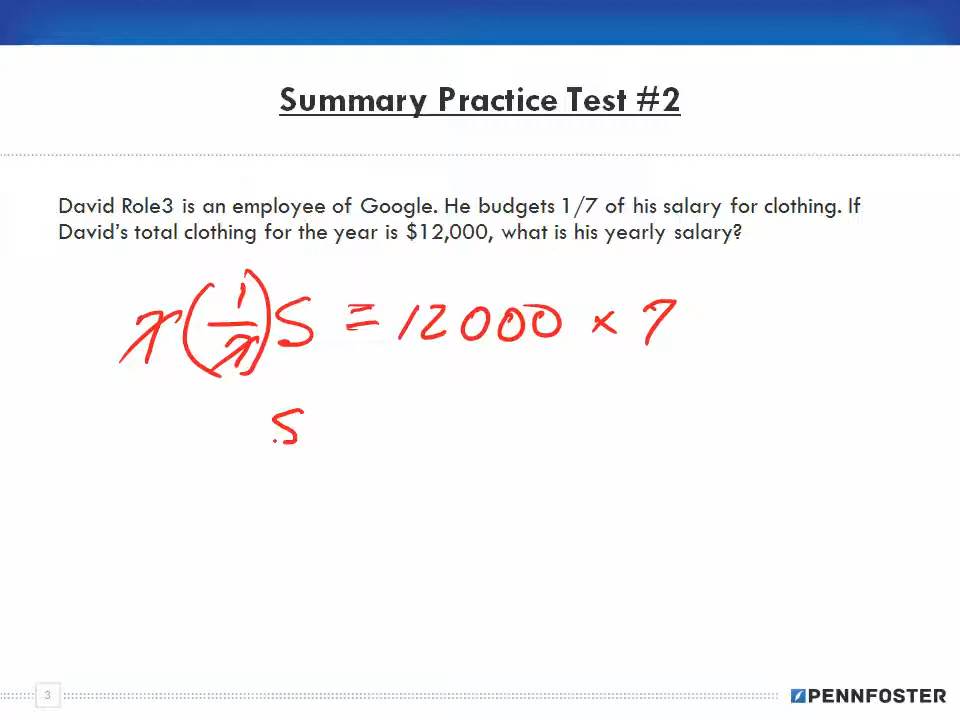 Summary Practice Test #2
David Role3 is an employee of Google. He budgets 1/7 of his salary for clothing. If
David's total clothing for the year is $12,000, what is his yearly salary?
7(1/7)S = 12000 × 7
S
3
PENNFOSTER